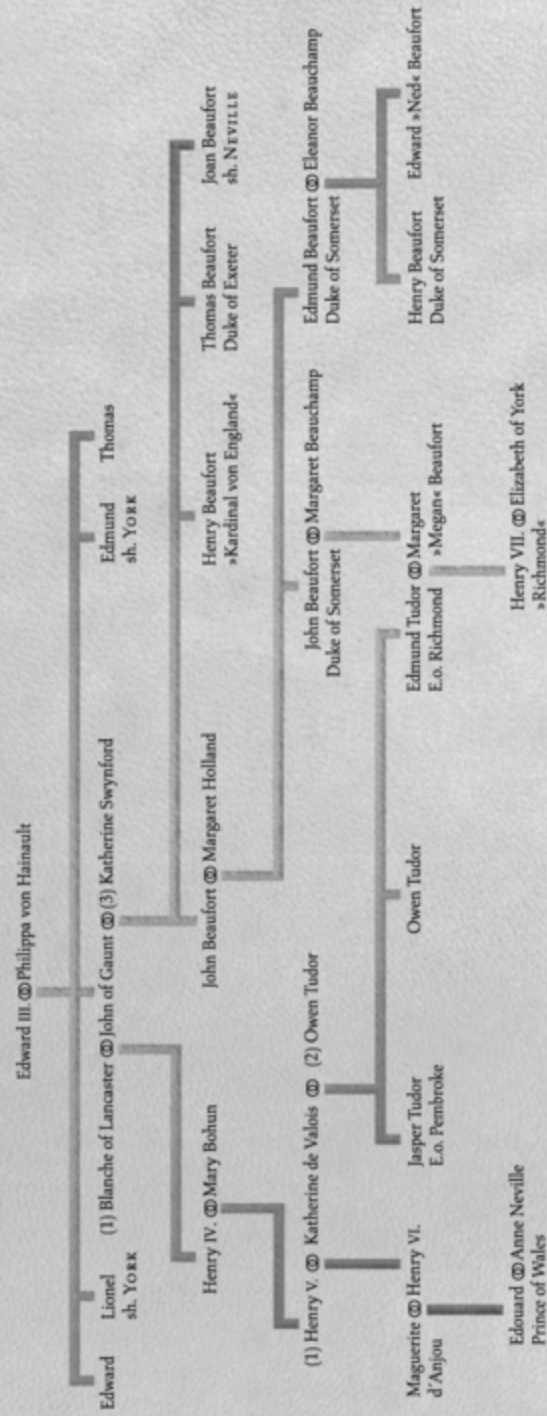 Edward III. ⚭ Philippa von Hainault
Edward
Lionel
sh. YORK
(1) Blanche of Lancaster ⚭ John of Gaunt ⚭ (3) Katherine Swynford
Edmund
sh. YORK
Thomas
Henry IV. ⚭ Mary Bohun
John Beaufort ⚭ Margaret Holland
Henry Beaufort
»Kardinal von England«
Thomas Beaufort
Duke of Exeter
Joan Beaufort
sh. NEVILLE
(1) Henry V. ⚭ Katherine de Valois ⚭ (2) Owen Tudor
John Beaufort ⚭ Margaret Beauchamp
Duke of Somerset
Edmund Beaufort ⚭ Eleanor Beauchamp
Duke of Somerset
Maguerite ⚭ Henry VI.
d'Anjou
Jasper Tudor
E.o. Pembroke
Owen Tudor
Edmund Tudor ⚭ Margaret
E.o. Richmond »Megan« Beaufort
Henry Beaufort
Duke of Somerset
Edward »Ned« Beaufort
Edouard ⚭ Anne Neville
Prince of Wales
Henry VII. ⚭ Elizabeth of York
»Richmond«